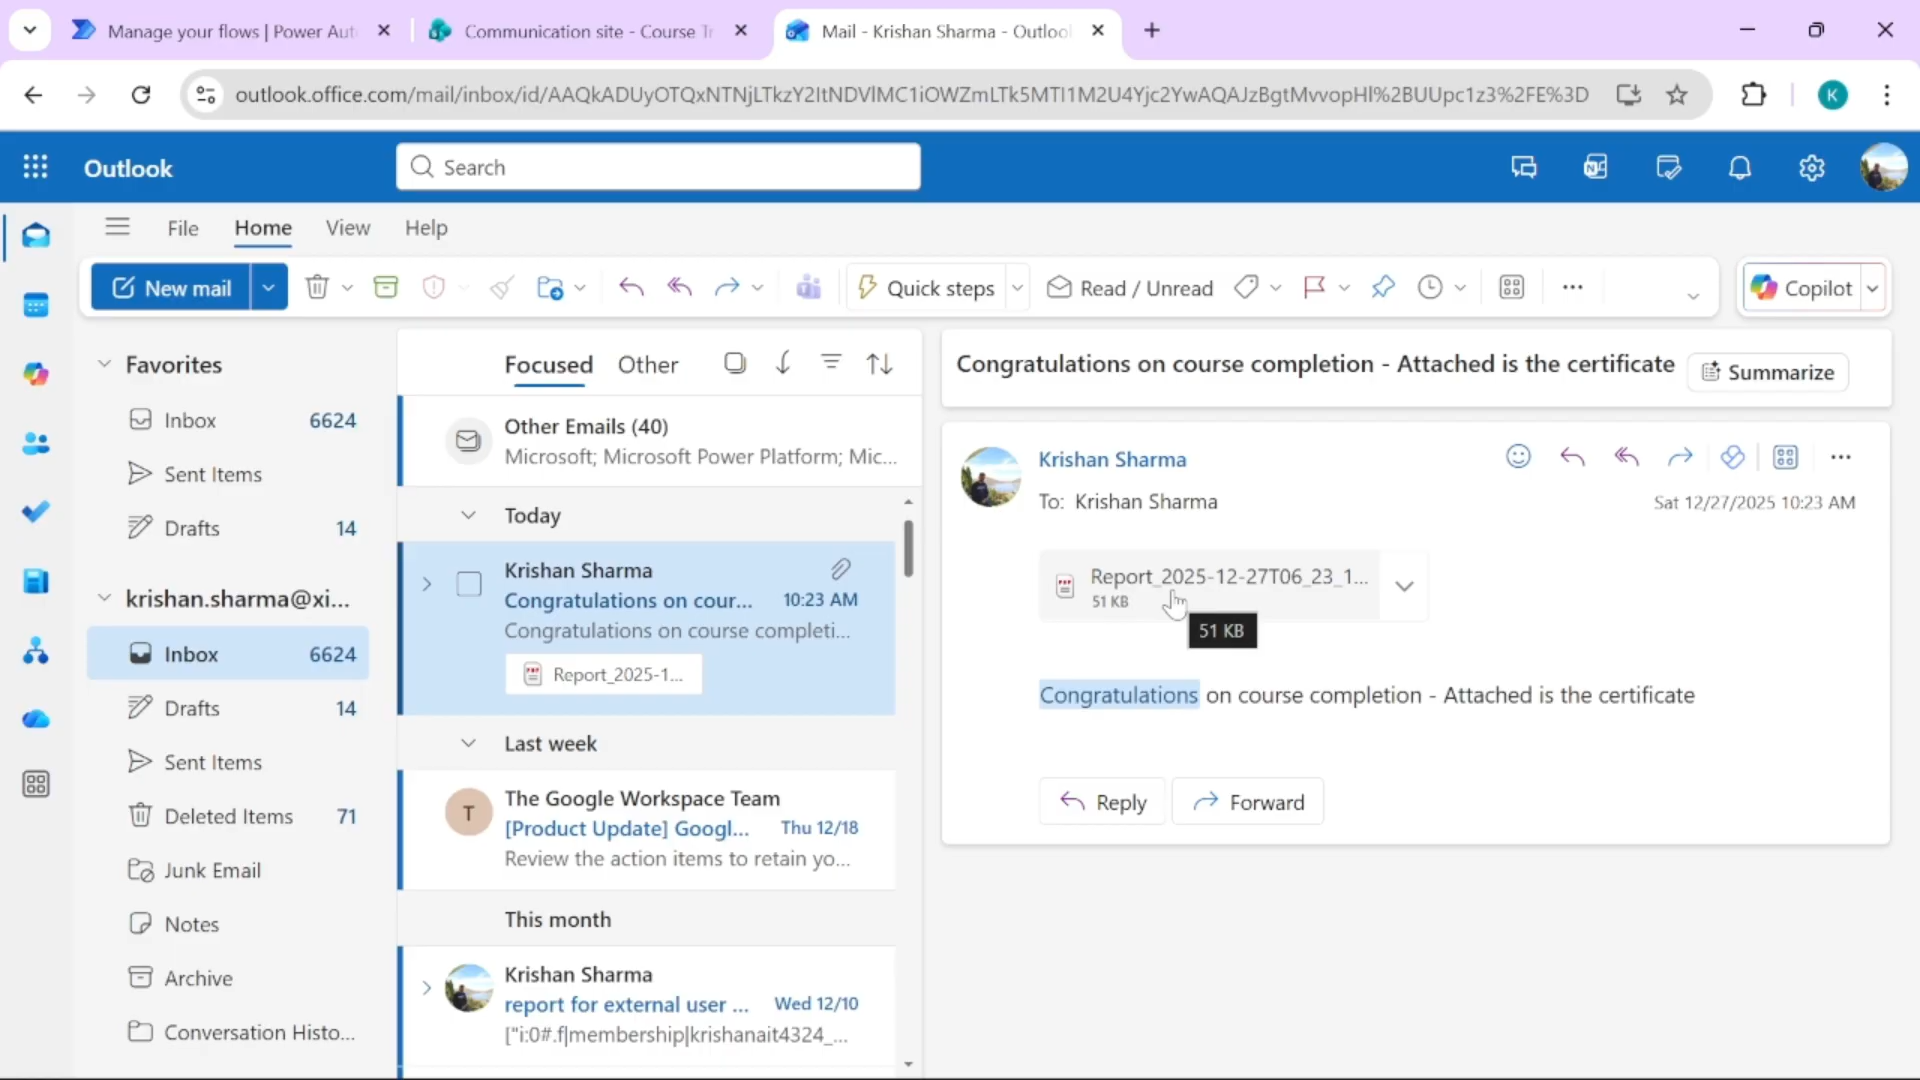 Manage your flows | Power Aut
Communication site - Course Tr
Mail - Krishan Sharma - Outlook
outlook.office.com/mail/inbox/id/AAQkADUyOTQxNTNjLTkzY2ItNDVlMC1iOWZmLTk5MTI1M2U4Yjc2YwAQAJzBgtMvvopHl%2BUUpc1z3%2FE%3D
K
Outlook
Search
File
Home
View
Help
New mail
Quick steps
Read / Unread
Copilot
Favorites
Inbox 6624
Sent Items
Drafts 14
krishan.sharma@xi...
Inbox 6624
Drafts 14
Sent Items
Deleted Items 71
Junk Email
Notes
Archive
Conversation Histo...
Focused Other
Other Emails (40)
Microsoft; Microsoft Power Platform; Mic...
Today
Krishan Sharma
Congratulations on cour... 10:23 AM
Congratulations on course completi...
Report_2025-1...
Last week
T
The Google Workspace Team
[Product Update] Googl... Thu 12/18
Review the action items to retain yo...
This month
Krishan Sharma
report for external user ... Wed 12/10
["i:0#.f|membership|krishanait4324_...
Congratulations on course completion - Attached is the certificate
Summarize
Krishan Sharma
To: Krishan Sharma
Sat 12/27/2025 10:23 AM
Report_2025-12-27T06_23_1...
51 KB
51 KB
Congratulations on course completion - Attached is the certificate
Reply
Forward